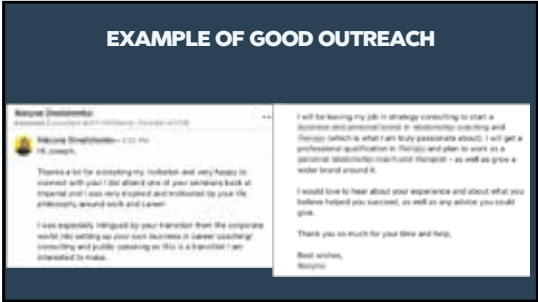 EXAMPLE OF GOOD OUTREACH
Hi Joseph,
Thanks a lot for accepting my invitation and very happy to
connect with you! I did attend one of your seminars back at
Imperial and I was very inspired and motivated by your life
philosophy around work and career!
I was especially intrigued by your transition from the corporate
world into setting up your own business in career coaching/
consulting and public speaking as this is a transition I am
interested to make.
I will be leaving my job in strategy consulting to start a
business and personal brand in relationship coaching and
therapy (which is what I am truly passionate about). I will get a
professional qualification in therapy and plan to work as a
personal relationship coach and therapist - as well as grow a
wider brand around it.
I would love to hear about your experience and about what you
believe helped you succeed, as well as any advice you could
give.
Thank you so much for your time and help,
Best wishes,